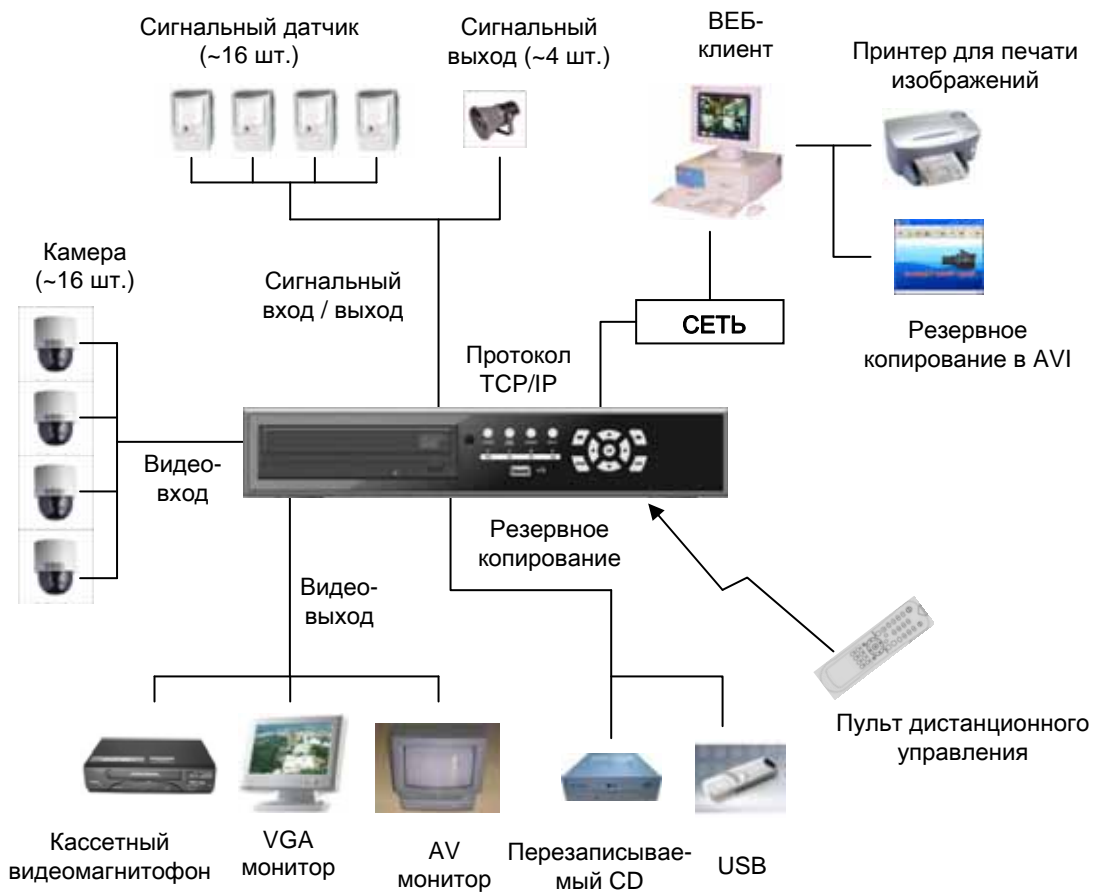 Сигнальный датчик
(~16 шт.)
Сигнальный
выход (~4 шт.)
ВЕБ-
клиент
Принтер для печати
изображений
Камера
(~16 шт.)
Сигнальный
вход / выход
Протокол
TCP/IP
СЕТЬ
Резервное
копирование в AVI
Видео-
вход
Резервное
копирование
Видео-
выход
Пульт дистанционного
управления
Кассетный
видеомагнитофон
VGA
монитор
AV
монитор
Перезаписывае-
мый CD
USB